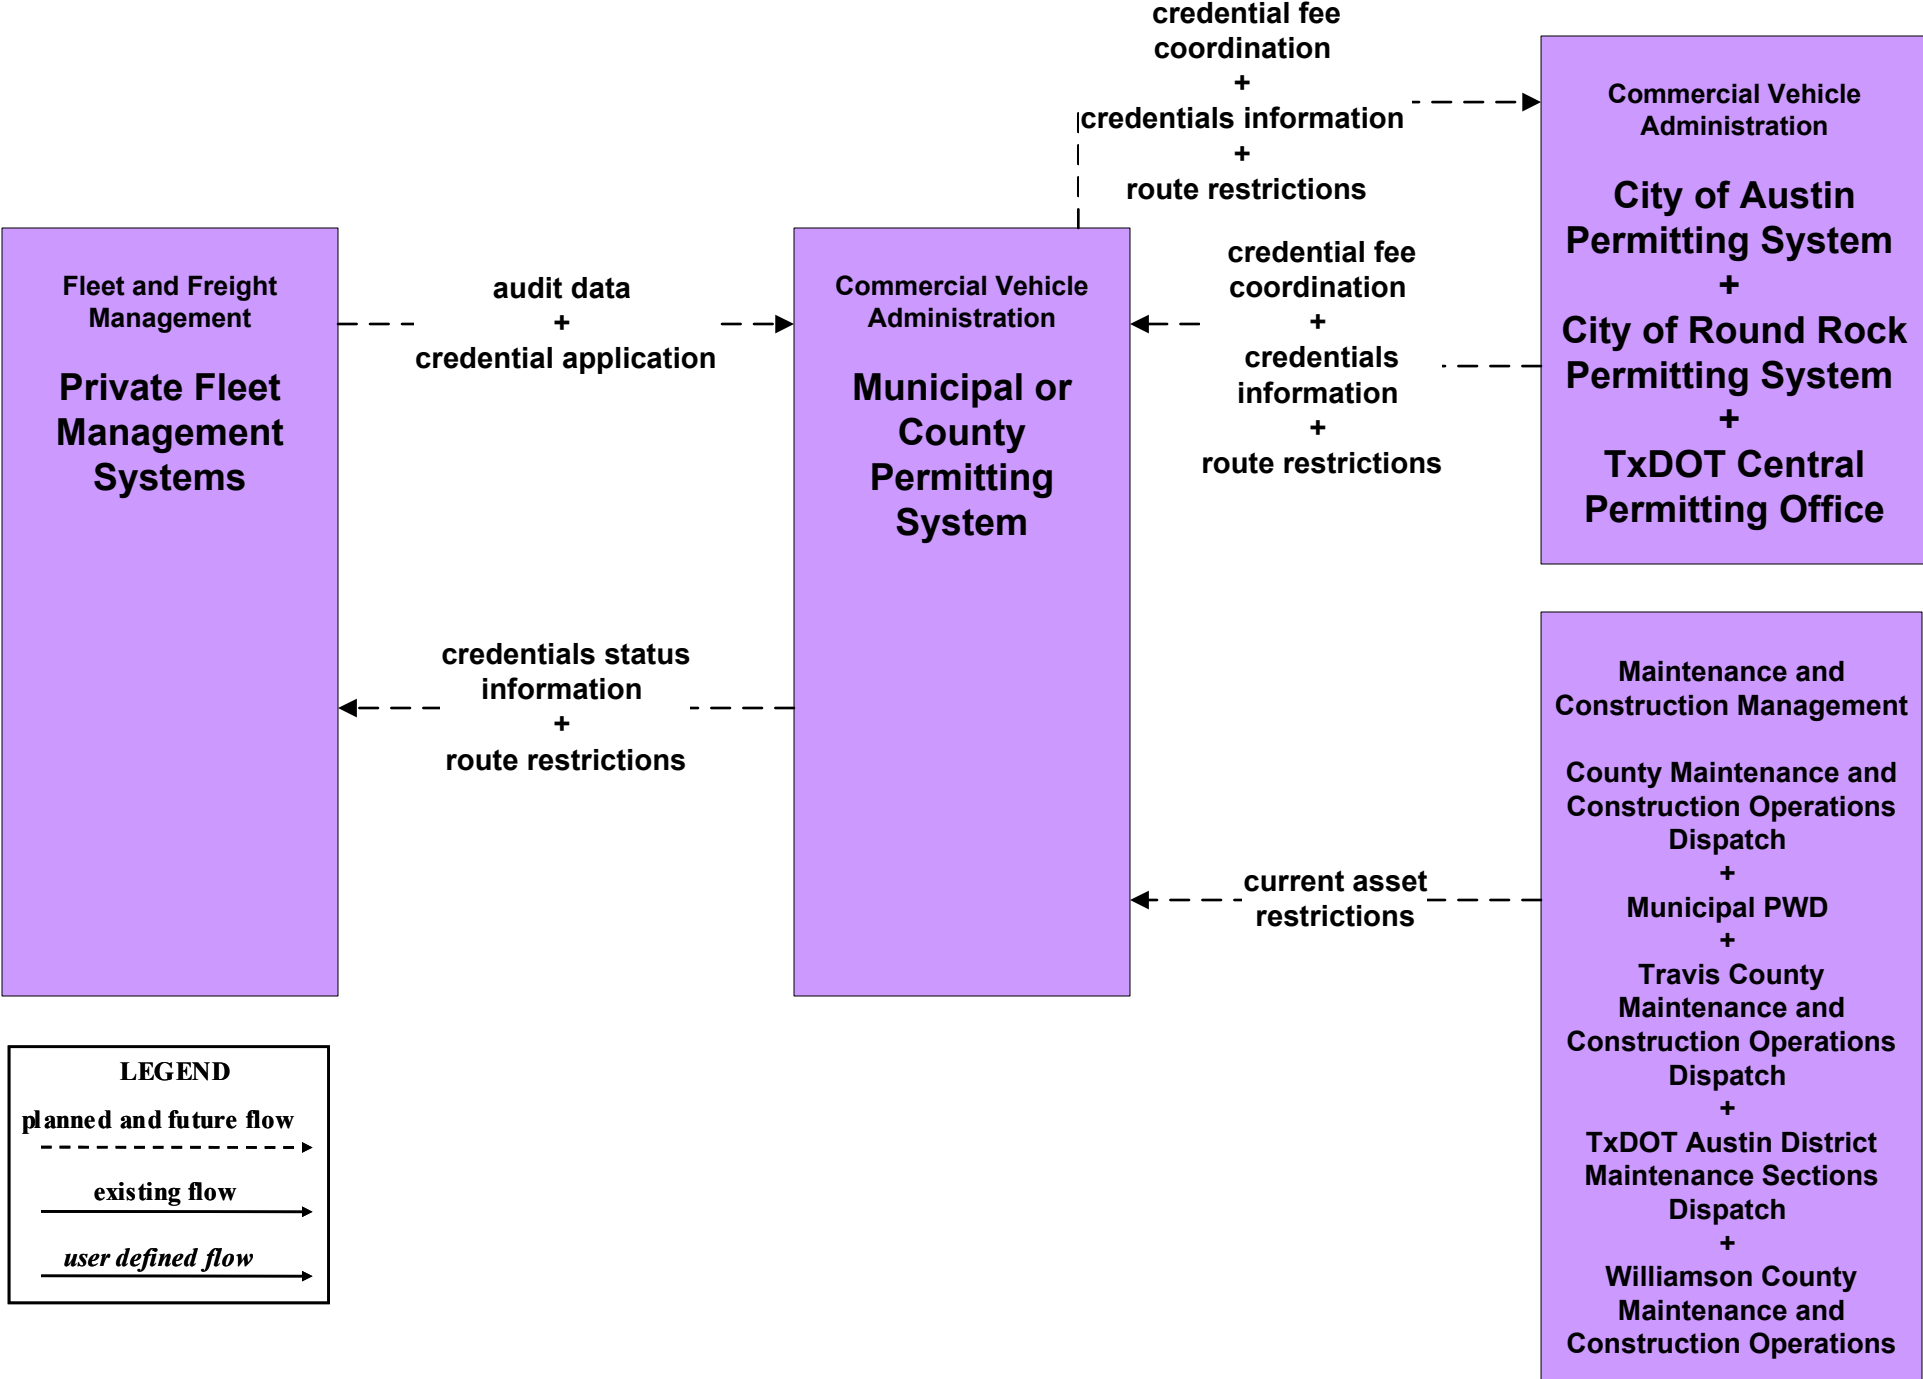 credential fee
coordination
+
credentials information
+
route restrictions
Commercial Vehicle
Administration
City of Austin
Permitting System
+
City of Round Rock
Permitting System
+
TxDOT Central
Permitting Office
Fleet and Freight
Management
Private Fleet
Management
Systems
audit data
+
credential application
Commercial Vehicle
Administration
Municipal or
County
Permitting
System
credential fee
coordination
+
credentials
information
+
route restrictions
credentials status
information
+
route restrictions
current asset
restrictions
Maintenance and
Construction Management
County Maintenance and
Construction Operations
Dispatch
+
Municipal PWD
+
Travis County
Maintenance and
Construction Operations
Dispatch
+
TxDOT Austin District
Maintenance Sections
Dispatch
+
Williamson County
Maintenance and
Construction Operations
LEGEND
planned and future flow
existing flow
user defined flow